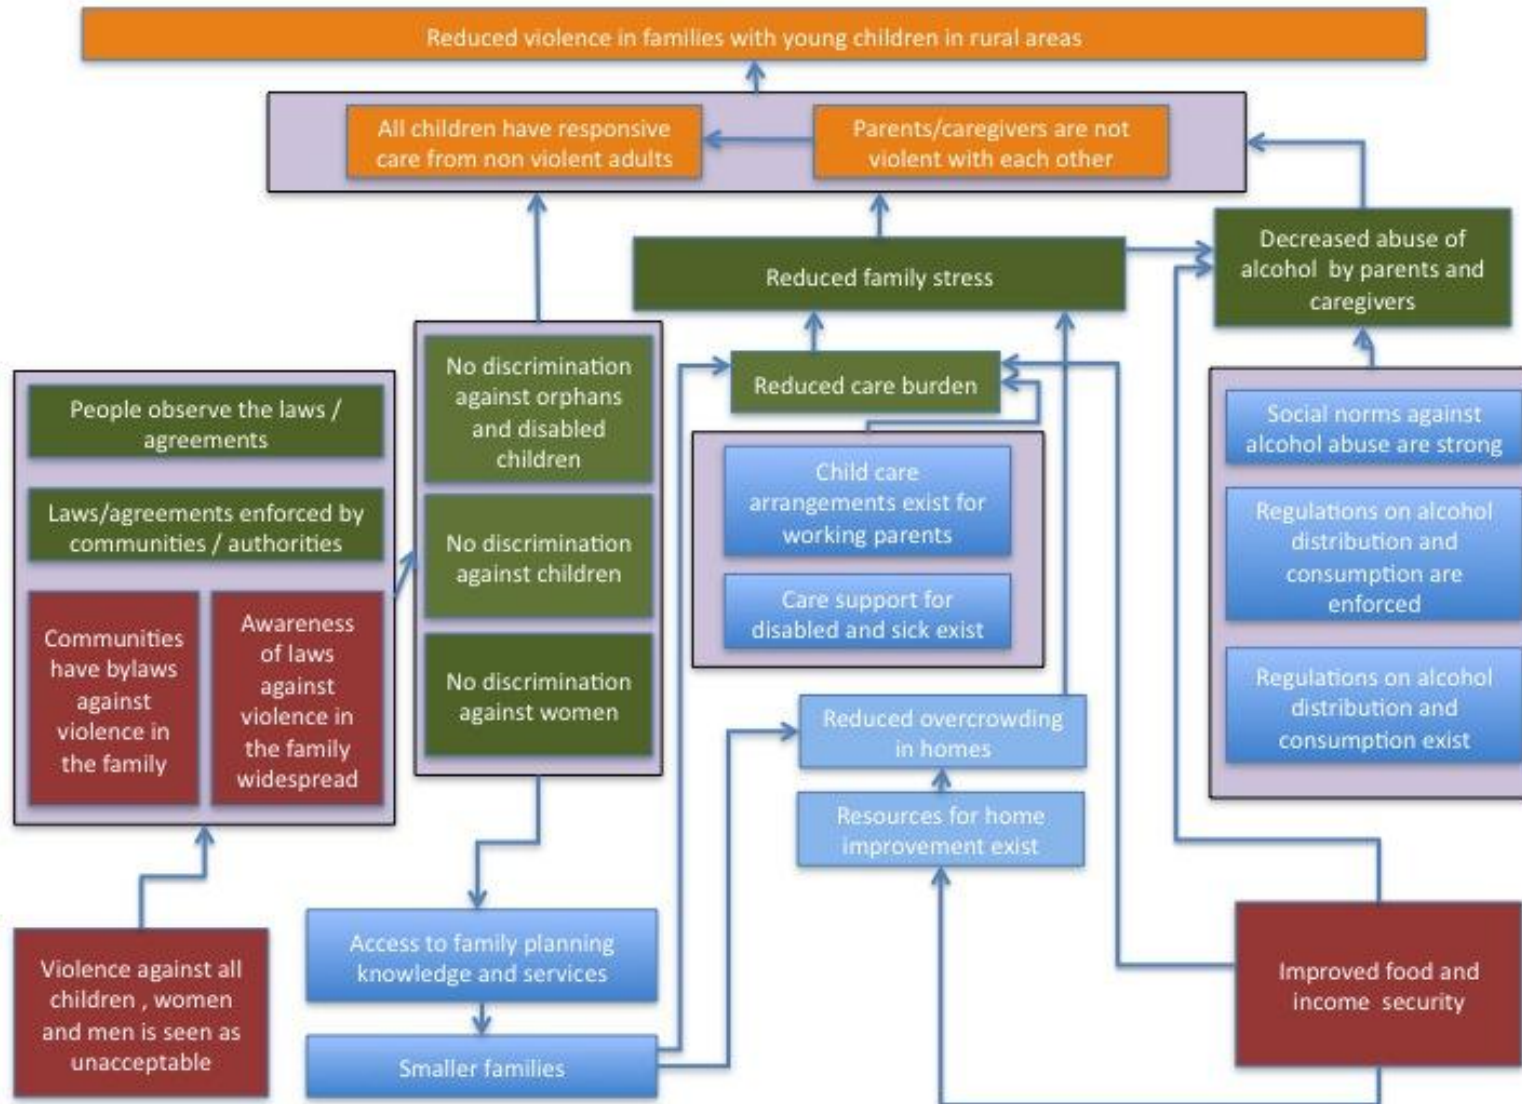 Reduced violence in families with young children in rural areas
All children have responsive
care from non violent adults
Parents/caregivers are not
violent with each other
Decreased abuse of
alcohol by parents and
caregivers
Reduced family stress
No discrimination
against orphans
and disabled
children
Reduced care burden
People observe the laws /
agreements
Social norms against
alcohol abuse are strong
Child care
arrangements exist for
working parents
Laws/agreements enforced by
communities / authorities
No discrimination
against children
Regulations on alcohol
distribution and
consumption are
enforced
Care support for
disabled and sick exist
Communities
have bylaws
against
violence in
the family
Awareness
of laws
against
violence in
the family
widespread
No discrimination
against women
Regulations on alcohol
distribution and
consumption exist
Reduced overcrowding
in homes
Resources for home
improvement exist
Violence against all
children , women
and men is seen as
unacceptable
Access to family planning
knowledge and services
Improved food and
income security
Smaller families